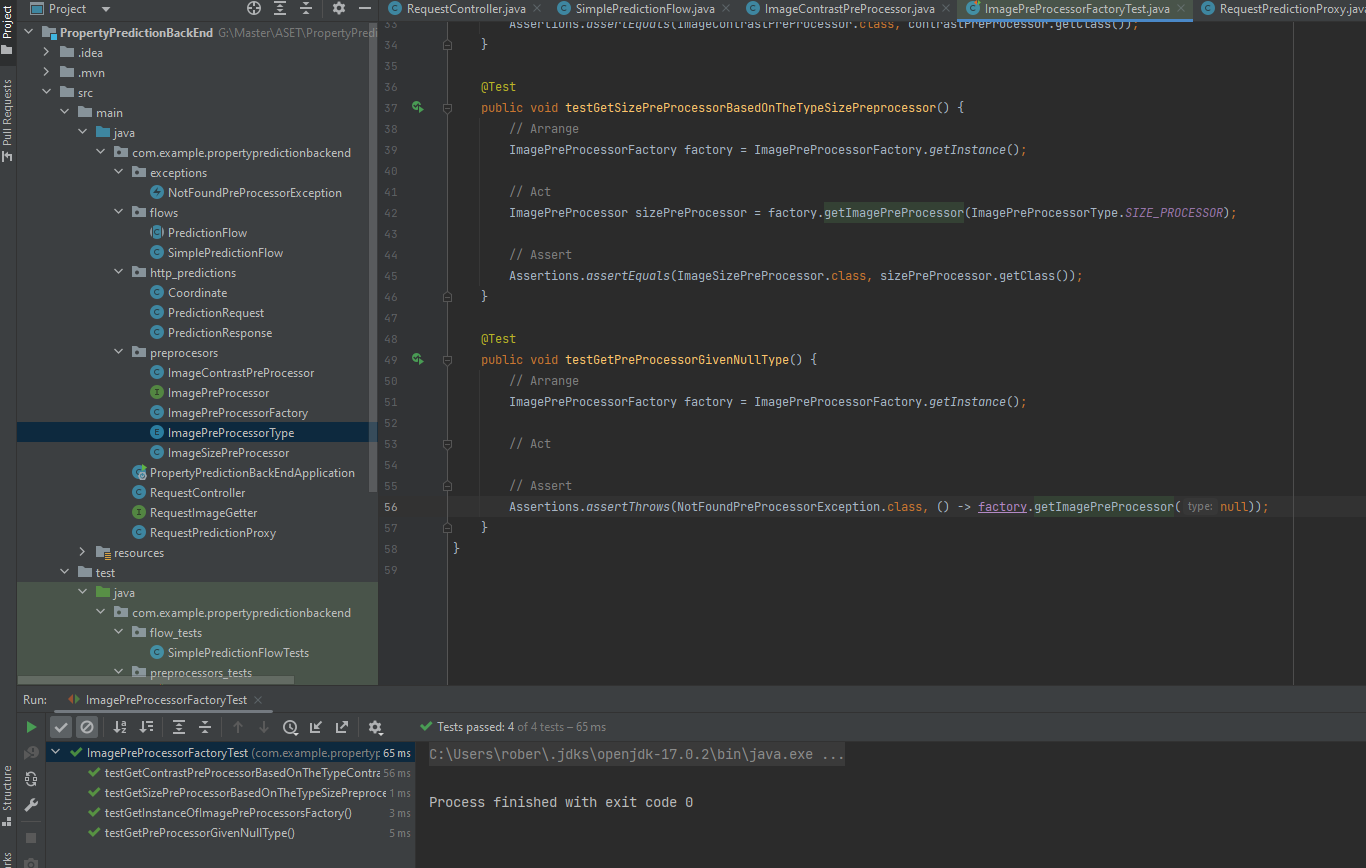 Project
RequestController.java
SimplePredictionFlow.java
ImageContrastPreProcessor.java
ImagePreProcessorFactoryTest.java
RequestPredictionProxy.java
Project
Pull Requests
PropertyPredictionBackEnd G:\Master\ASET\PropertyPredi
.idea
.mvn
src
main
java
com.example.propertypredictionbackend
exceptions
NotFoundPreProcessorException
flows
PredictionFlow
SimplePredictionFlow
http_predictions
Coordinate
PredictionRequest
PredictionResponse
preprocesors
ImageContrastPreProcessor
ImagePreProcessor
ImagePreProcessorFactory
ImagePreProcessorType
ImageSizePreProcessor
PropertyPredictionBackEndApplication
RequestController
RequestImageGetter
RequestPredictionProxy
resources
test
java
com.example.propertypredictionbackend
flow_tests
SimplePredictionFlowTests
preprocessors_tests
33 Assertions.assertEquals(ImageContrastPreProcessor.class, contrastPreProcessor.getClass());
34 }
35
36 @Test
37 public void testGetSizePreProcessorBasedOnTheTypeSizePreprocessor() {
38 // Arrange
39 ImagePreProcessorFactory factory = ImagePreProcessorFactory.getInstance();
40
41 // Act
42 ImagePreProcessor sizePreProcessor = factory.getImagePreProcessor(ImagePreProcessorType.SIZE_PROCESSOR);
43
44 // Assert
45 Assertions.assertEquals(ImageSizePreProcessor.class, sizePreProcessor.getClass());
46 }
47
48 @Test
49 public void testGetPreProcessorGivenNullType() {
50 // Arrange
51 ImagePreProcessorFactory factory = ImagePreProcessorFactory.getInstance();
52
53 // Act
54
55 // Assert
56 Assertions.assertThrows(NotFoundPreProcessorException.class, () -> factory.getImagePreProcessor( type: null));
57 }
58 }
59
Run: ImagePreProcessorFactoryTest
Tests passed: 4 of 4 tests – 65 ms
ImagePreProcessorFactoryTest (com.example.propertyp 65 ms
testGetContrastPreProcessorBasedOnTheTypeContra 56 ms
testGetSizePreProcessorBasedOnTheTypeSizePreproce 1 ms
testGetInstanceOfImagePreProcessorsFactory() 3 ms
testGetPreProcessorGivenNullType() 5 ms
C:\Users\rober\.jdks\openjdk-17.0.2\bin\java.exe ...
Process finished with exit code 0
Structure